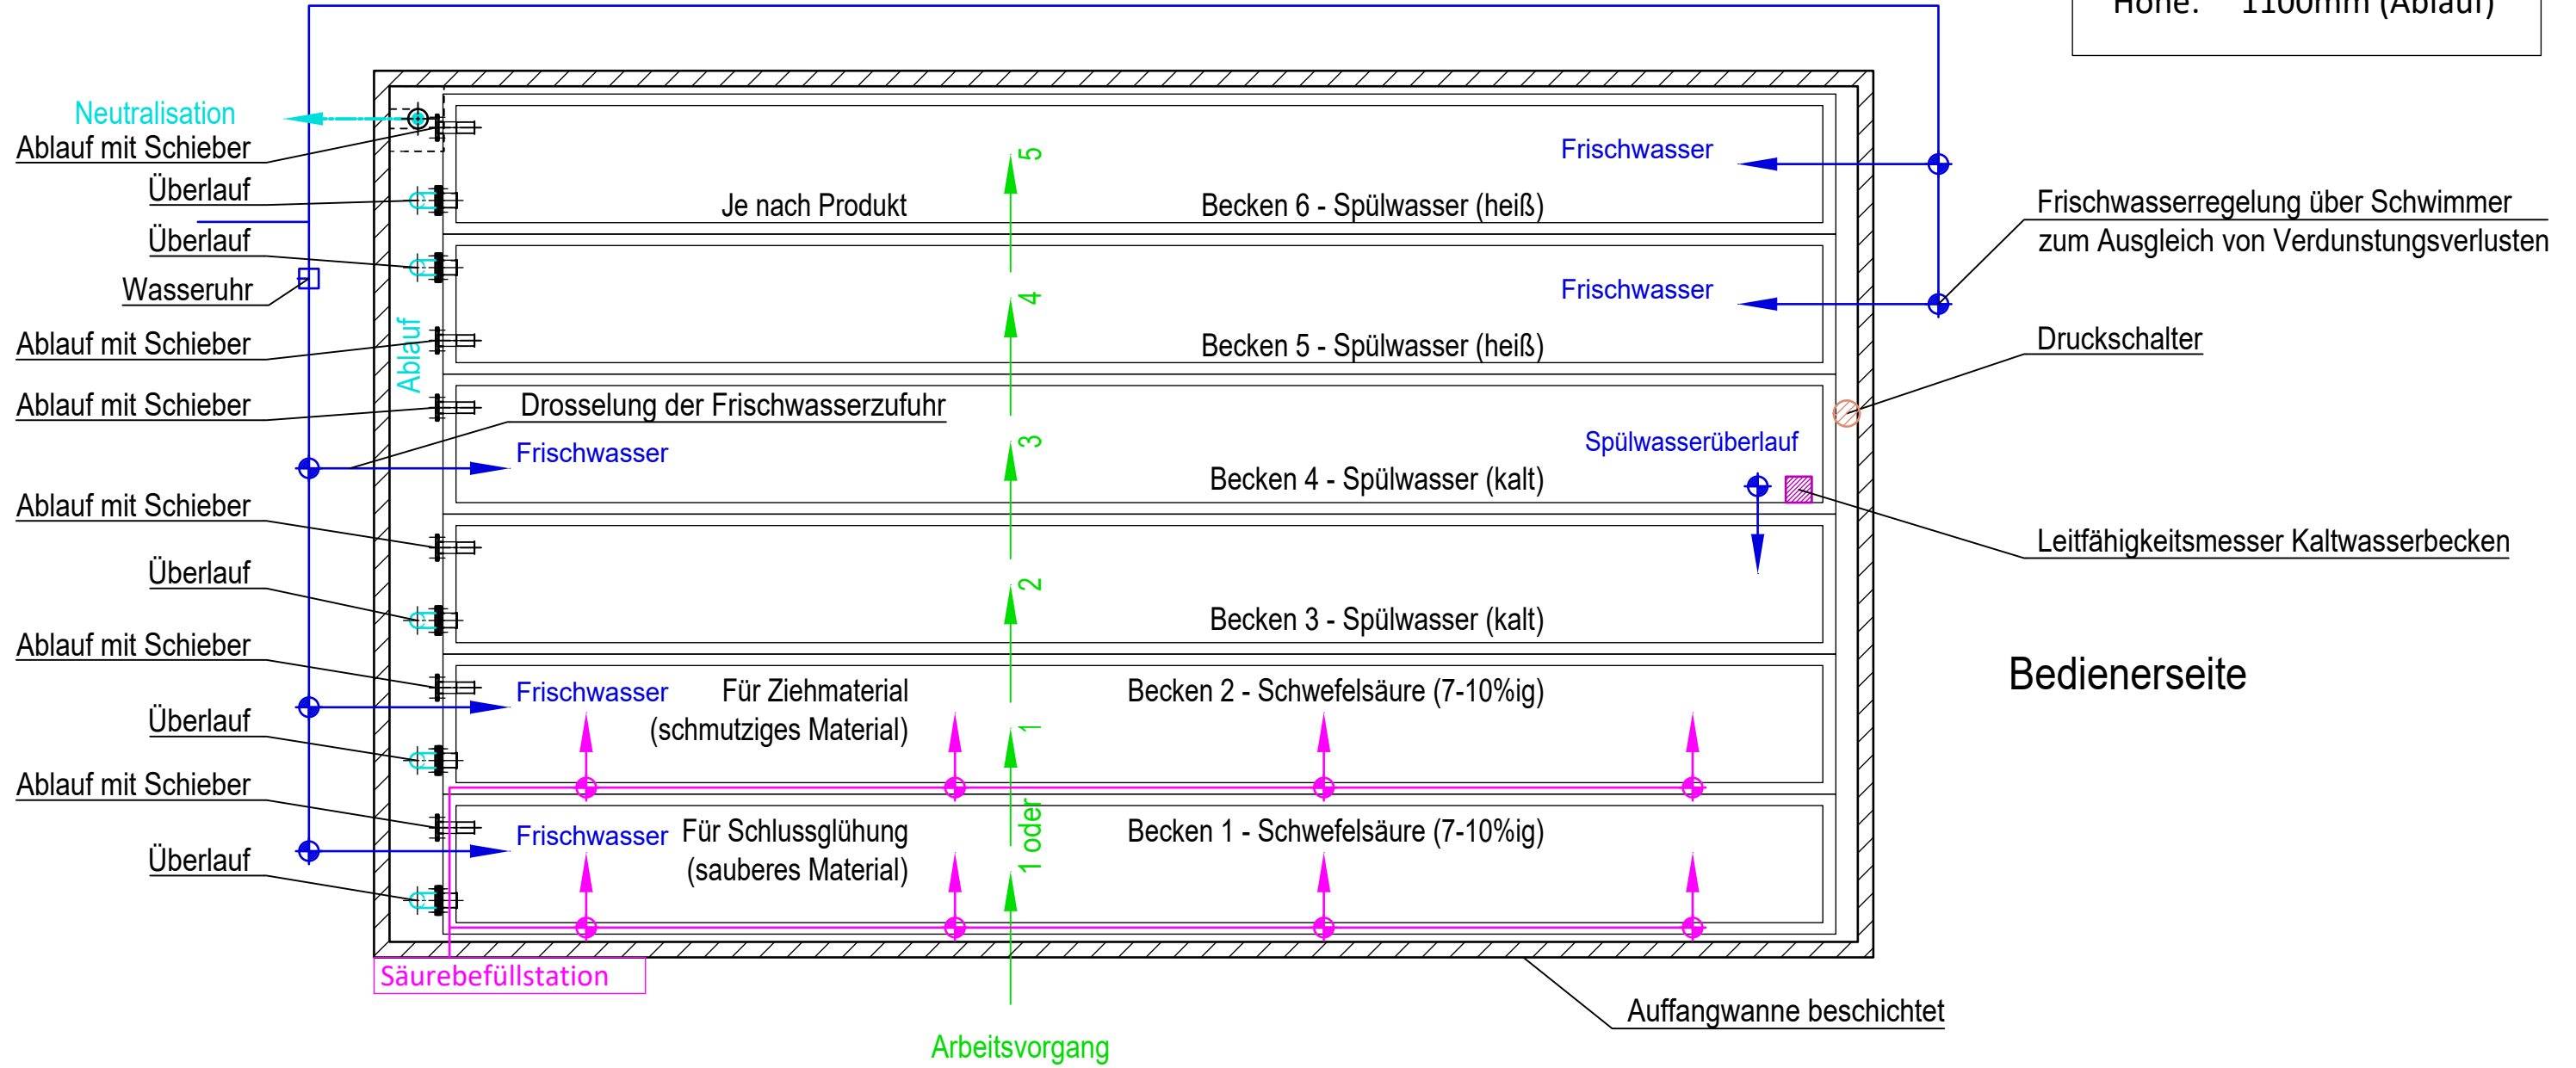 Höhe: 1100mm (Ablauf)
Neutralisation
Ablauf mit Schieber
Überlauf
Überlauf
Wasseruhr
Ablauf mit Schieber
Ablauf mit Schieber
Ablauf mit Schieber
Überlauf
Ablauf mit Schieber
Überlauf
Ablauf mit Schieber
Überlauf
Ablauf
Frischwasser
Je nach Produkt
Becken 6 - Spülwasser (heiß)
5
Frischwasser
Becken 5 - Spülwasser (heiß)
4
Drosselung der Frischwasserzufuhr
Frischwasser
3
Spülwasserüberlauf
Becken 4 - Spülwasser (kalt)
2
Becken 3 - Spülwasser (kalt)
Frischwasser
Für Ziehmaterial
(schmutziges Material)
1
Becken 2 - Schwefelsäure (7-10%ig)
Frischwasser
Für Schlussglühung
(sauberes Material)
1 oder
Becken 1 - Schwefelsäure (7-10%ig)
Frischwasserregelung über Schwimmer
zum Ausgleich von Verdunstungsverlusten
Druckschalter
Leitfähigkeitsmesser Kaltwasserbecken
Bedienerseite
Säurebefüllstation
Auffangwanne beschichtet
Arbeitsvorgang